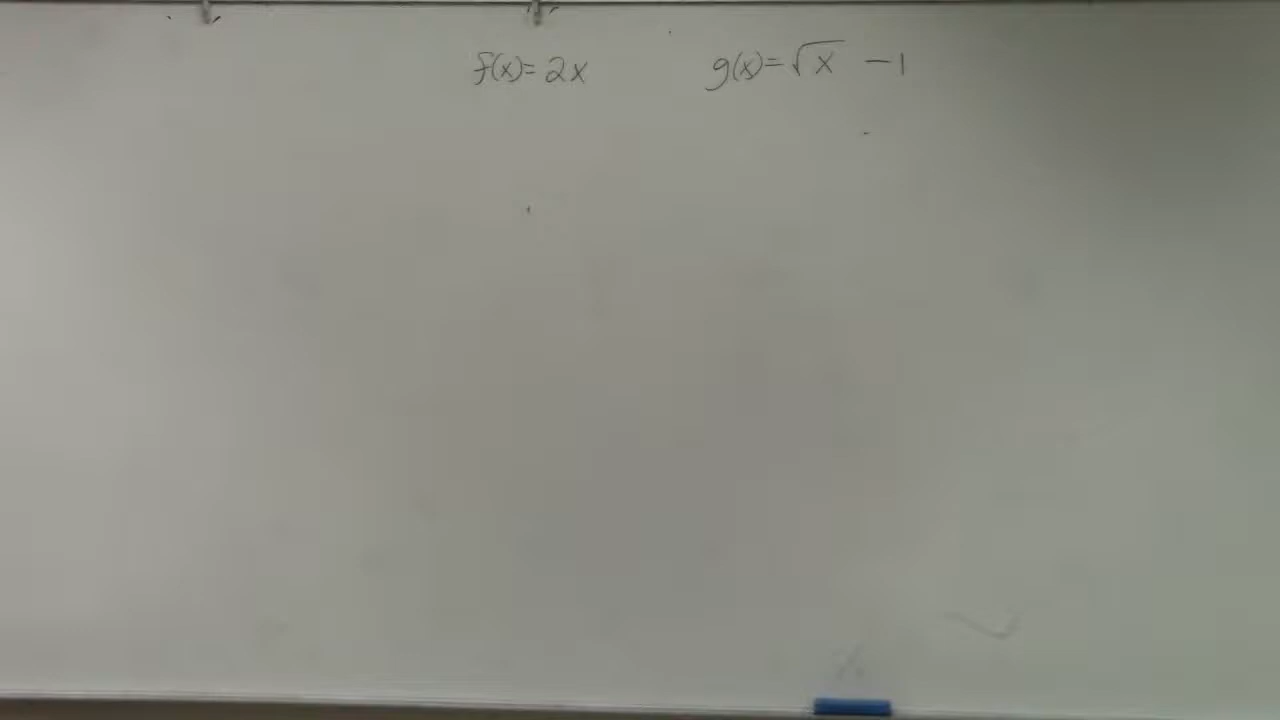 f(x)= 2x g(x)= √x - 1